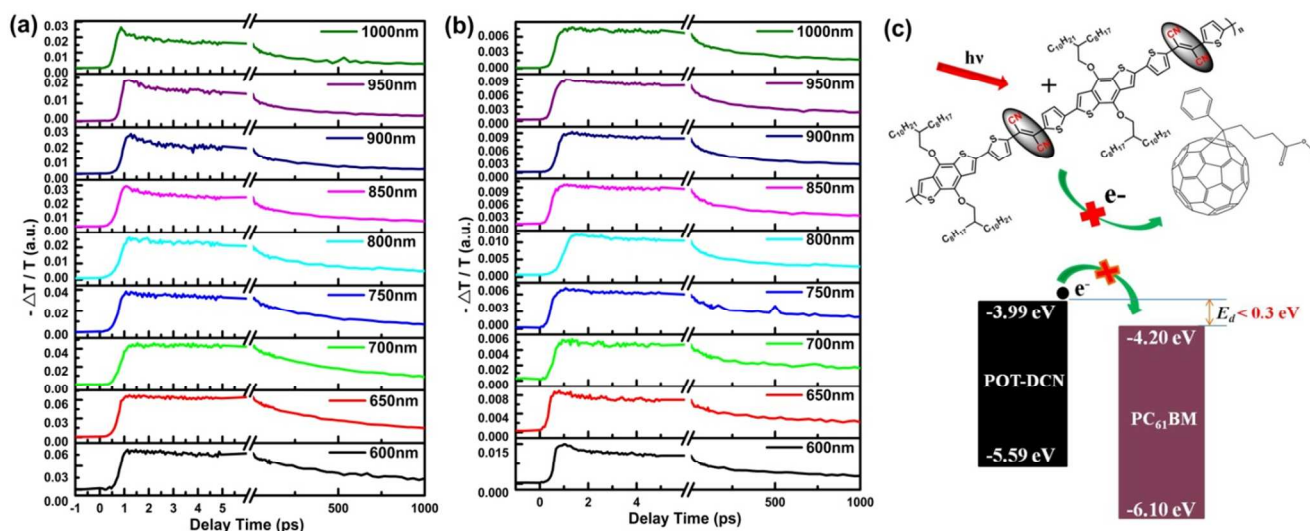 (a)
0.03
0.02
0.01
0.00
1000nm
0.02
0.01
0.00
950nm
0.03
0.02
0.01
0.00
900nm
0.03
0.02
0.01
0.00
850nm
0.02
0.01
0.00
800nm
0.04
0.02
0.00
750nm
0.04
0.02
0.00
700nm
0.06
0.03
0.00
650nm
0.06
0.03
0.00
600nm
- △T / T (a.u.)
-1 0 1 2 3 4 5 500 1000
Delay Time (ps)
(b)
0.006
0.003
0.000
1000nm
0.009
0.006
0.003
0.000
950nm
0.009
0.006
0.003
0.000
900nm
0.009
0.006
0.003
0.000
850nm
0.010
0.005
0.000
800nm
0.006
0.003
0.000
750nm
0.006
0.004
0.002
0.000
700nm
0.008
0.004
0.000
650nm
0.015
0.000
600nm
- △T / T (a.u.)
0 2 4 500 1000
Delay Time (ps)
(c)
hν
+
C₁₀H₂₁
C₈H₁₇
S
S
S
CN
CN
S
n
O
O
C₈H₁₇
C₁₀H₂₁
C₁₀H₂₁
C₈H₁₇
S
S
S
CN
CN
S
O
O
C₈H₁₇
C₁₀H₂₁
O
O
e-
e-
E_d < 0.3 eV
-3.99 eV
-4.20 eV
POT-DCN
PC₆₁BM
-5.59 eV
-6.10 eV